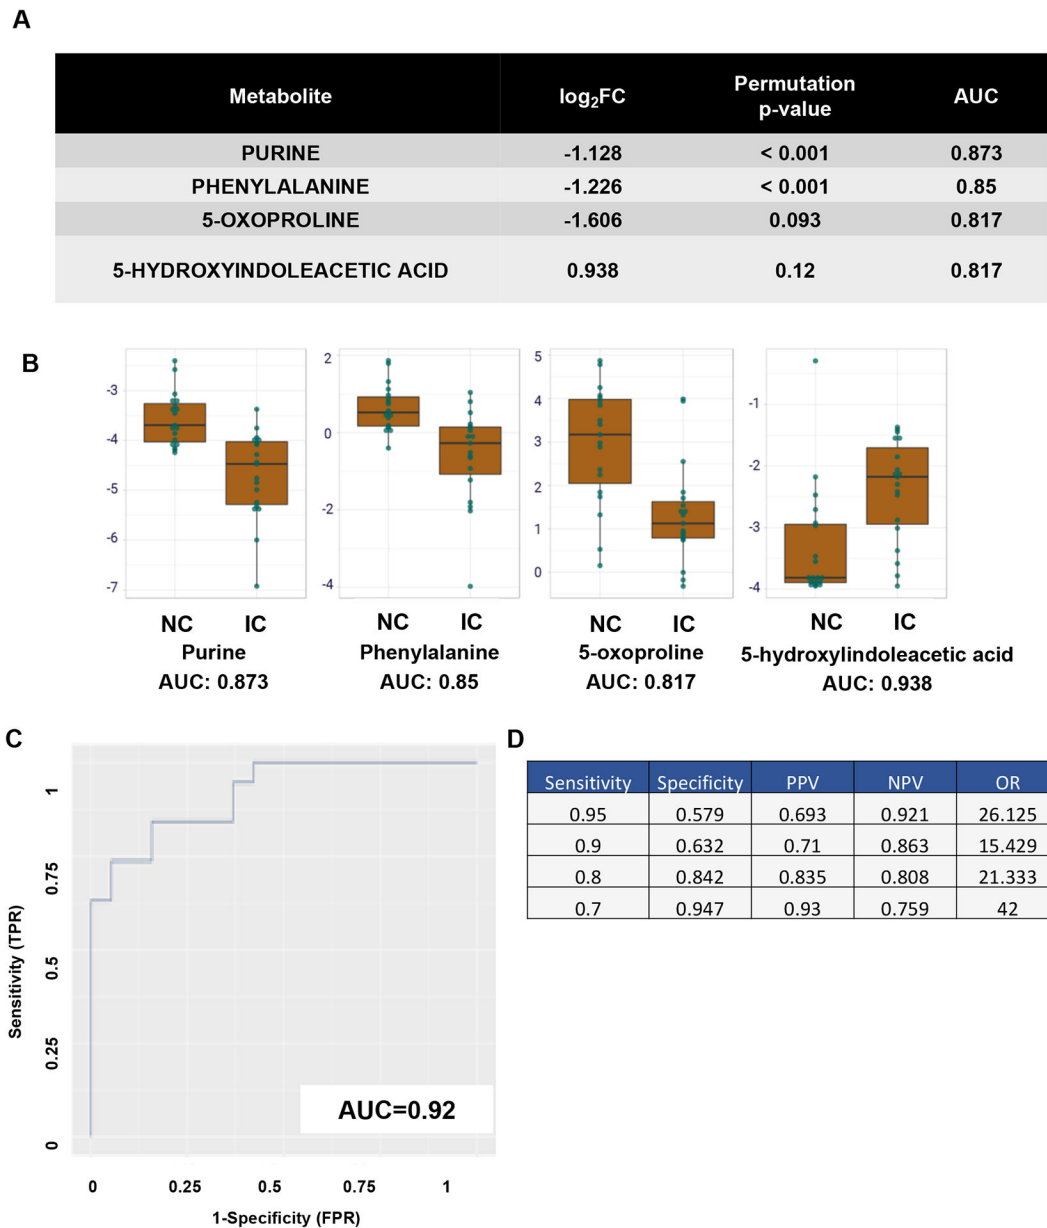 A
Metabolite log₂FC Permutation p-value AUC
PURINE -1.128 < 0.001 0.873
PHENYLALANINE -1.226 < 0.001 0.85
5-OXOPROLINE -1.606 0.093 0.817
5-HYDROXYINDOLEACETIC ACID 0.938 0.12 0.817
B
-3
-4
-5
-6
-7
NC IC
Purine
AUC: 0.873
2
0
-2
-4
NC IC
Phenylalanine
AUC: 0.85
5
4
3
2
1
0
NC IC
5-oxoproline
AUC: 0.817
-1
-2
-3
-4
NC IC
5-hydroxylindoleacetic acid
AUC: 0.938
C
Sensitivity (TPR)
1
0.75
0.5
0.25
0
AUC=0.92
0 0.25 0.5 0.75 1
1-Specificity (FPR)
D
Sensitivity Specificity PPV NPV OR
0.95 0.579 0.693 0.921 26.125
0.9 0.632 0.71 0.863 15.429
0.8 0.842 0.835 0.808 21.333
0.7 0.947 0.93 0.759 42